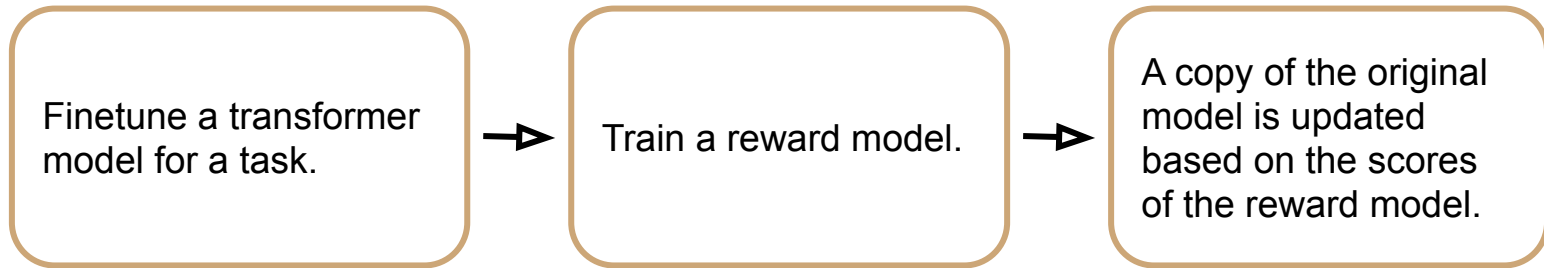 Finetune a transformer
model for a task.
Train a reward model.
A copy of the original
model is updated
based on the scores
of the reward model.